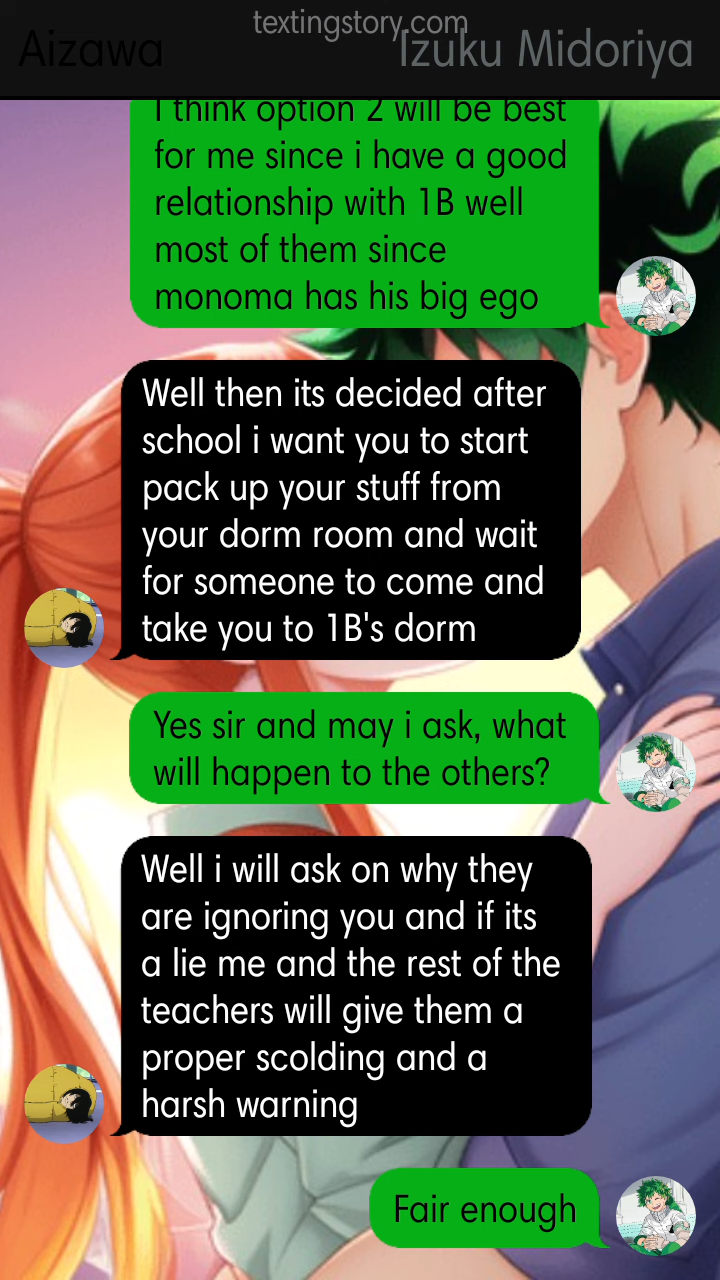 textingstory.com
Aizawa
Izuku Midoriya
I think option 2 will be best
for me since i have a good
relationship with 1B well
most of them since
monoma has his big ego
Well then its decided after
school i want you to start
pack up your stuff from
your dorm room and wait
for someone to come and
take you to 1B's dorm
Yes sir and may i ask, what
will happen to the others?
Well i will ask on why they
are ignoring you and if its
a lie me and the rest of the
teachers will give them a
proper scolding and a
harsh warning
Fair enough